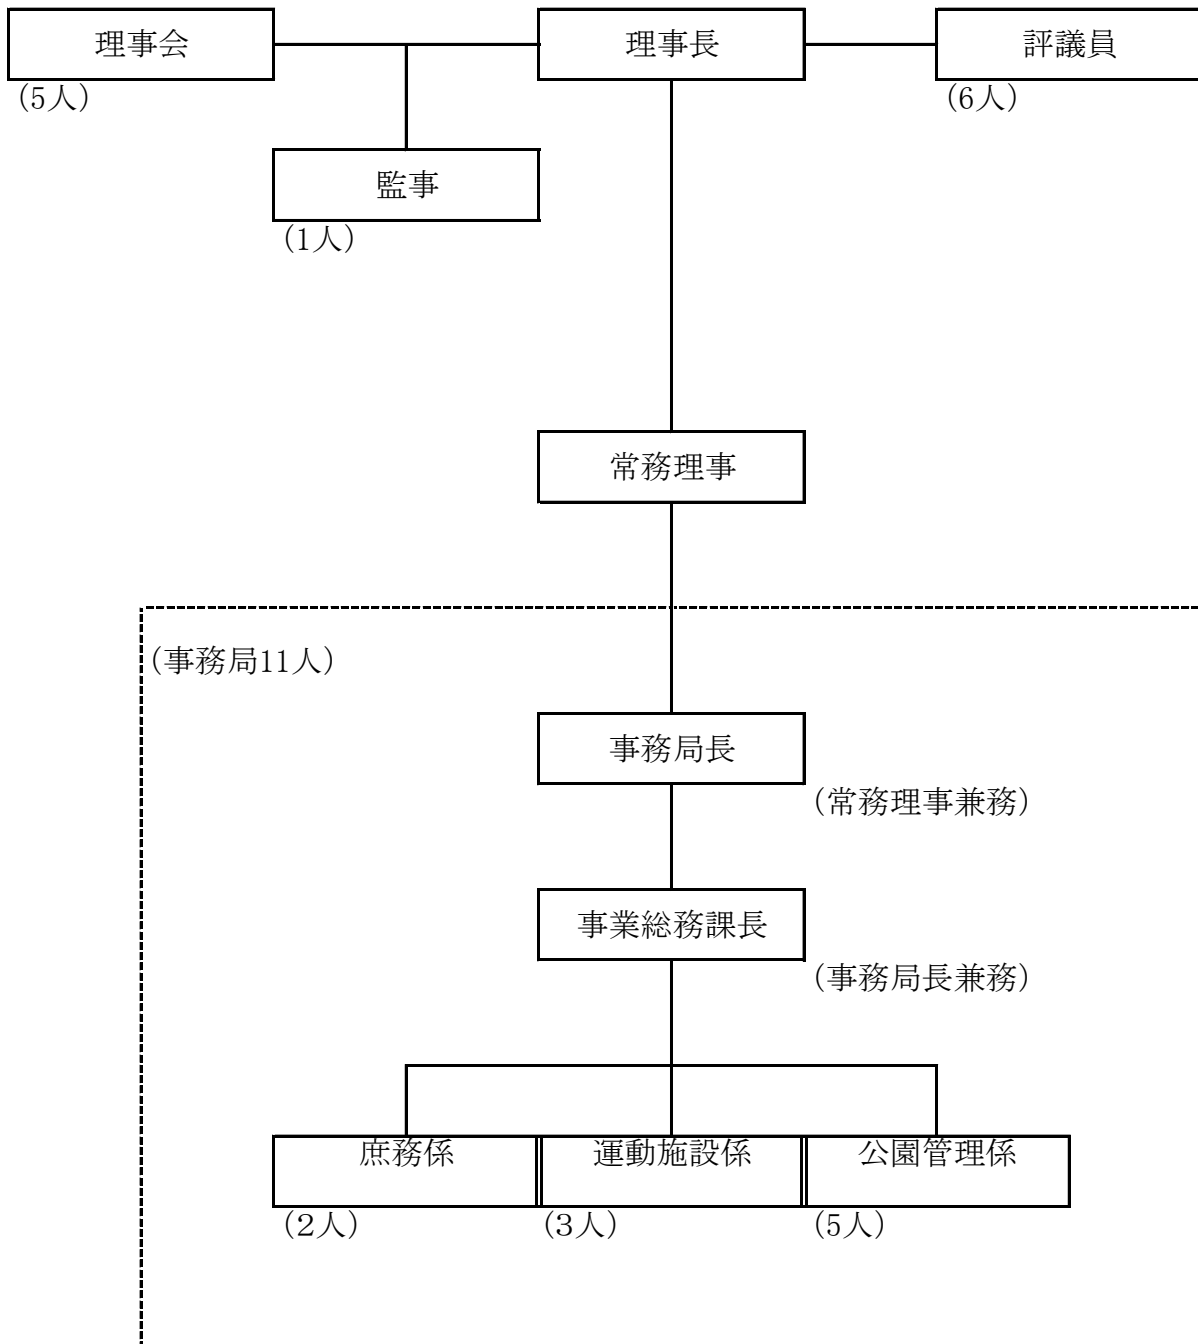 理事会
理事長
評議員
(5人)
(6人)
監事
(1人)
常務理事
(事務局11人)
事務局長
(常務理事兼務)
事業総務課長
(事務局長兼務)
庶務係
運動施設係
公園管理係
(2人)
(3人)
(5人)